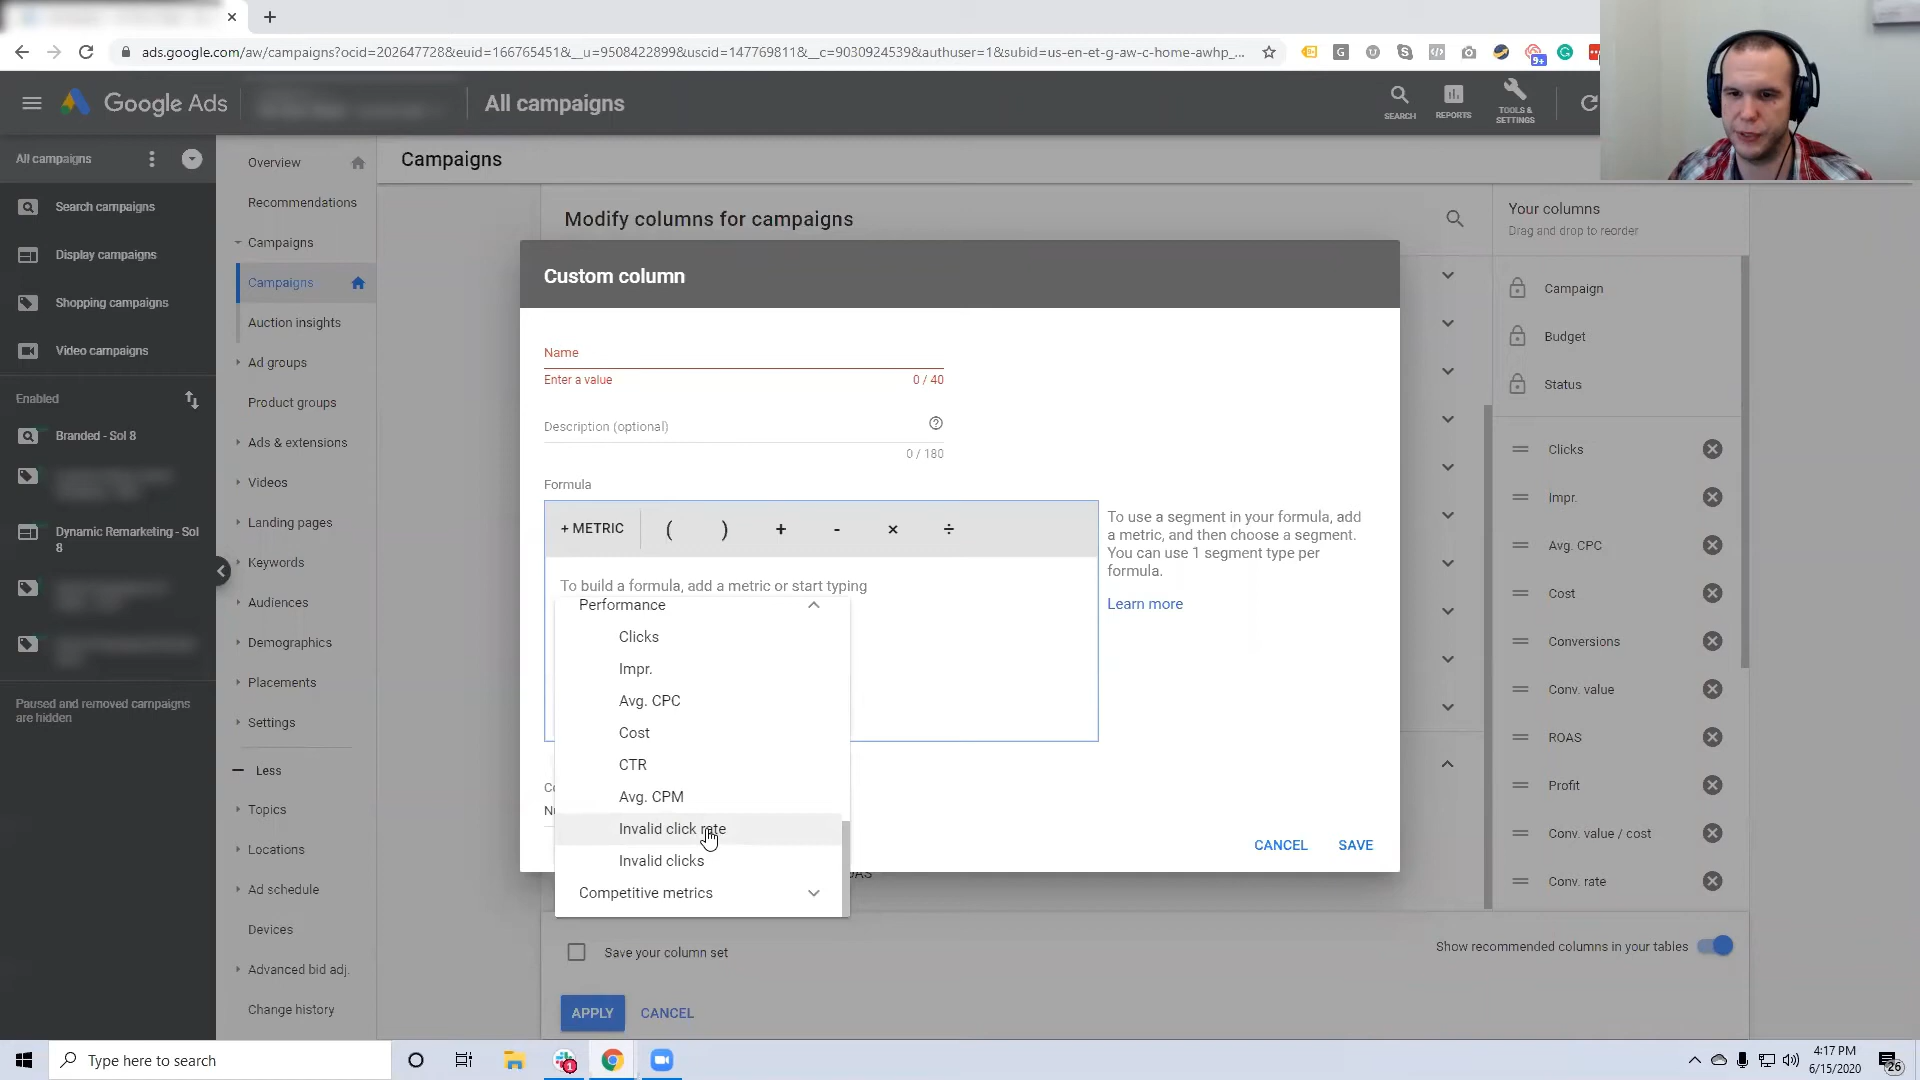 ads.google.com/aw/campaigns?ocid=202647728&euid=166765451&__u=9508422899&uscid=147769811&__c=9030924539&authuser=1&subid=us-en-et-g-aw-c-home-awhp_...
9+
Google Ads
All campaigns
SEARCH
REPORTS
TOOLS &
SETTINGS
All campaigns
Search campaigns
Display campaigns
Shopping campaigns
Video campaigns
Enabled
Branded - Sol 8
Dynamic Remarketing - Sol
8
Paused and removed campaigns
are hidden
Overview
Recommendations
Campaigns
Campaigns
Auction insights
Ad groups
Product groups
Ads & extensions
Videos
Landing pages
Keywords
Audiences
Demographics
Placements
Settings
Less
Topics
Locations
Ad schedule
Devices
Advanced bid adj.
Change history
Campaigns
Modify columns for campaigns
Custom column
Name
Enter a value
0 / 40
Description (optional)
0 / 180
Formula
+ METRIC ( ) + - × ÷
To build a formula, add a metric or start typing
To use a segment in your formula, add
a metric, and then choose a segment.
You can use 1 segment type per
formula.
Learn more
Performance
Clicks
Impr.
Avg. CPC
Cost
CTR
Avg. CPM
Invalid click rate
Invalid clicks
Competitive metrics
CANCEL
SAVE
Save your column set
Show recommended columns in your tables
APPLY
CANCEL
Your columns
Drag and drop to reorder
Campaign
Budget
Status
Clicks
Impr.
Avg. CPC
Cost
Conversions
Conv. value
ROAS
Profit
Conv. value / cost
Conv. rate
Type here to search
1
4:17 PM
6/15/2020
26